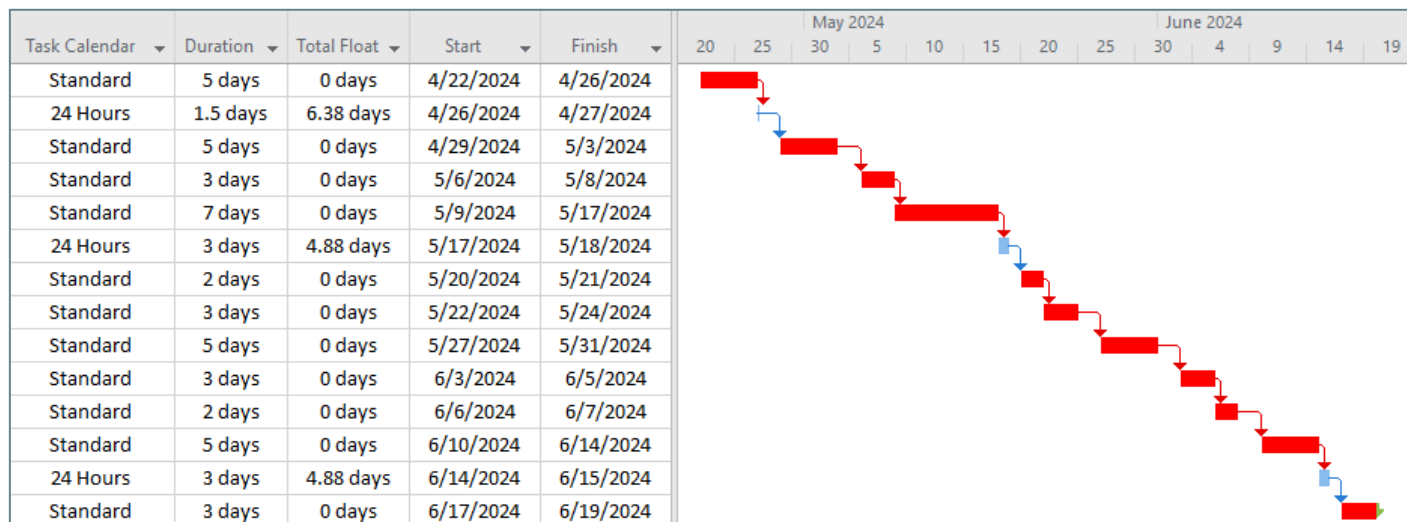 May 2024 June 2024
Task Calendar Duration Total Float Start Finish 20 25 30 5 10 15 20 25 30 4 9 14 19
Standard 5 days 0 days 4/22/2024 4/26/2024
24 Hours 1.5 days 6.38 days 4/26/2024 4/27/2024
Standard 5 days 0 days 4/29/2024 5/3/2024
Standard 3 days 0 days 5/6/2024 5/8/2024
Standard 7 days 0 days 5/9/2024 5/17/2024
24 Hours 3 days 4.88 days 5/17/2024 5/18/2024
Standard 2 days 0 days 5/20/2024 5/21/2024
Standard 3 days 0 days 5/22/2024 5/24/2024
Standard 5 days 0 days 5/27/2024 5/31/2024
Standard 3 days 0 days 6/3/2024 6/5/2024
Standard 2 days 0 days 6/6/2024 6/7/2024
Standard 5 days 0 days 6/10/2024 6/14/2024
24 Hours 3 days 4.88 days 6/14/2024 6/15/2024
Standard 3 days 0 days 6/17/2024 6/19/2024